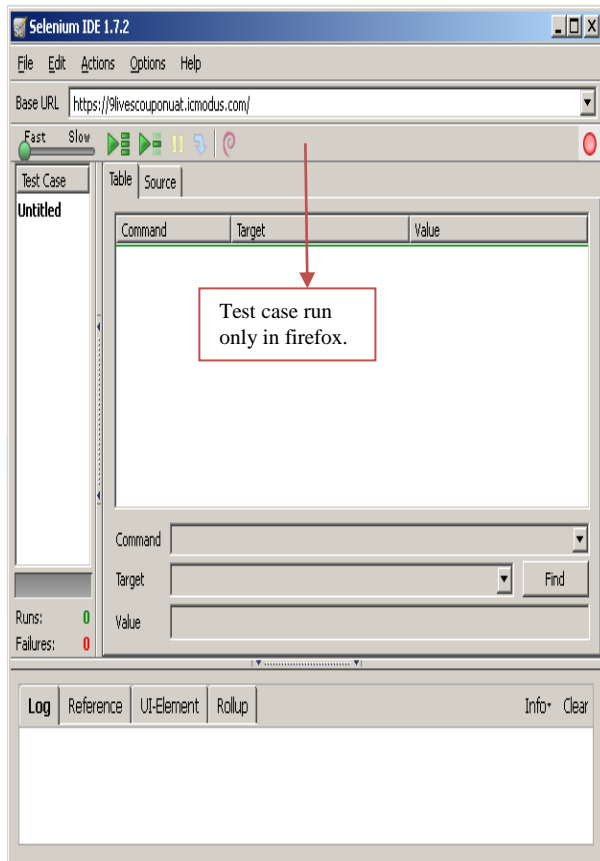 Selenium IDE 1.7.2
File Edit Actions Options Help
Base URL https://9livescouponuat.icmodus.com/
Fast Slow
Test Case
Untitled
Table Source
Command Target Value
Test case run
only in firefox.
Command
Target Find
Value
Runs: 0
Failures: 0
Log Reference UI-Element Rollup Info Clear